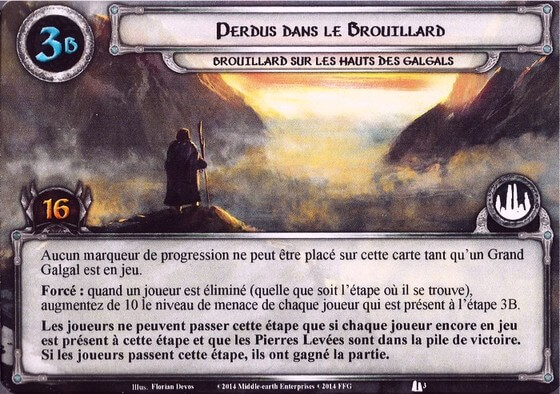 3B
PERDUS DANS LE BROUILLARD
BROUILLARD SUR LES HAUTS DES GALGALS
16
Aucun marqueur de progression ne peut être placé sur cette carte tant qu'un Grand
Galgal est en jeu.
Forcé : quand un joueur est éliminé (quelle que soit l'étape où il se trouve),
augmentez de 10 le niveau de menace de chaque joueur qui est présent à l'étape 3B.
Les joueurs ne peuvent passer cette étape que si chaque joueur encore en jeu
est présent à cette étape et que les Pierres Levées sont dans la pile de victoire.
Si les joueurs passent cette étape, ils ont gagné la partie.
Illus. Florian Devos ©2014 Middle-earth Enterprises ©2014 FFG 3